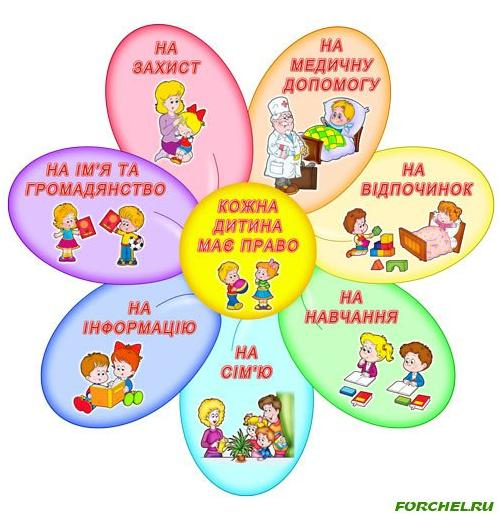 КОЖНА
ДИТИНА
МАЄ ПРАВО
НА
ЗАХИСТ
НА
МЕДИЧНУ
ДОПОМОГУ
НА
ВІДПОЧИНОК
НА
НАВЧАННЯ
НА
СІМ'Ю
НА
ІНФОРМАЦІЮ
НА ІМ'Я ТА
ГРОМАДЯНСТВО
FORCHEL.RU